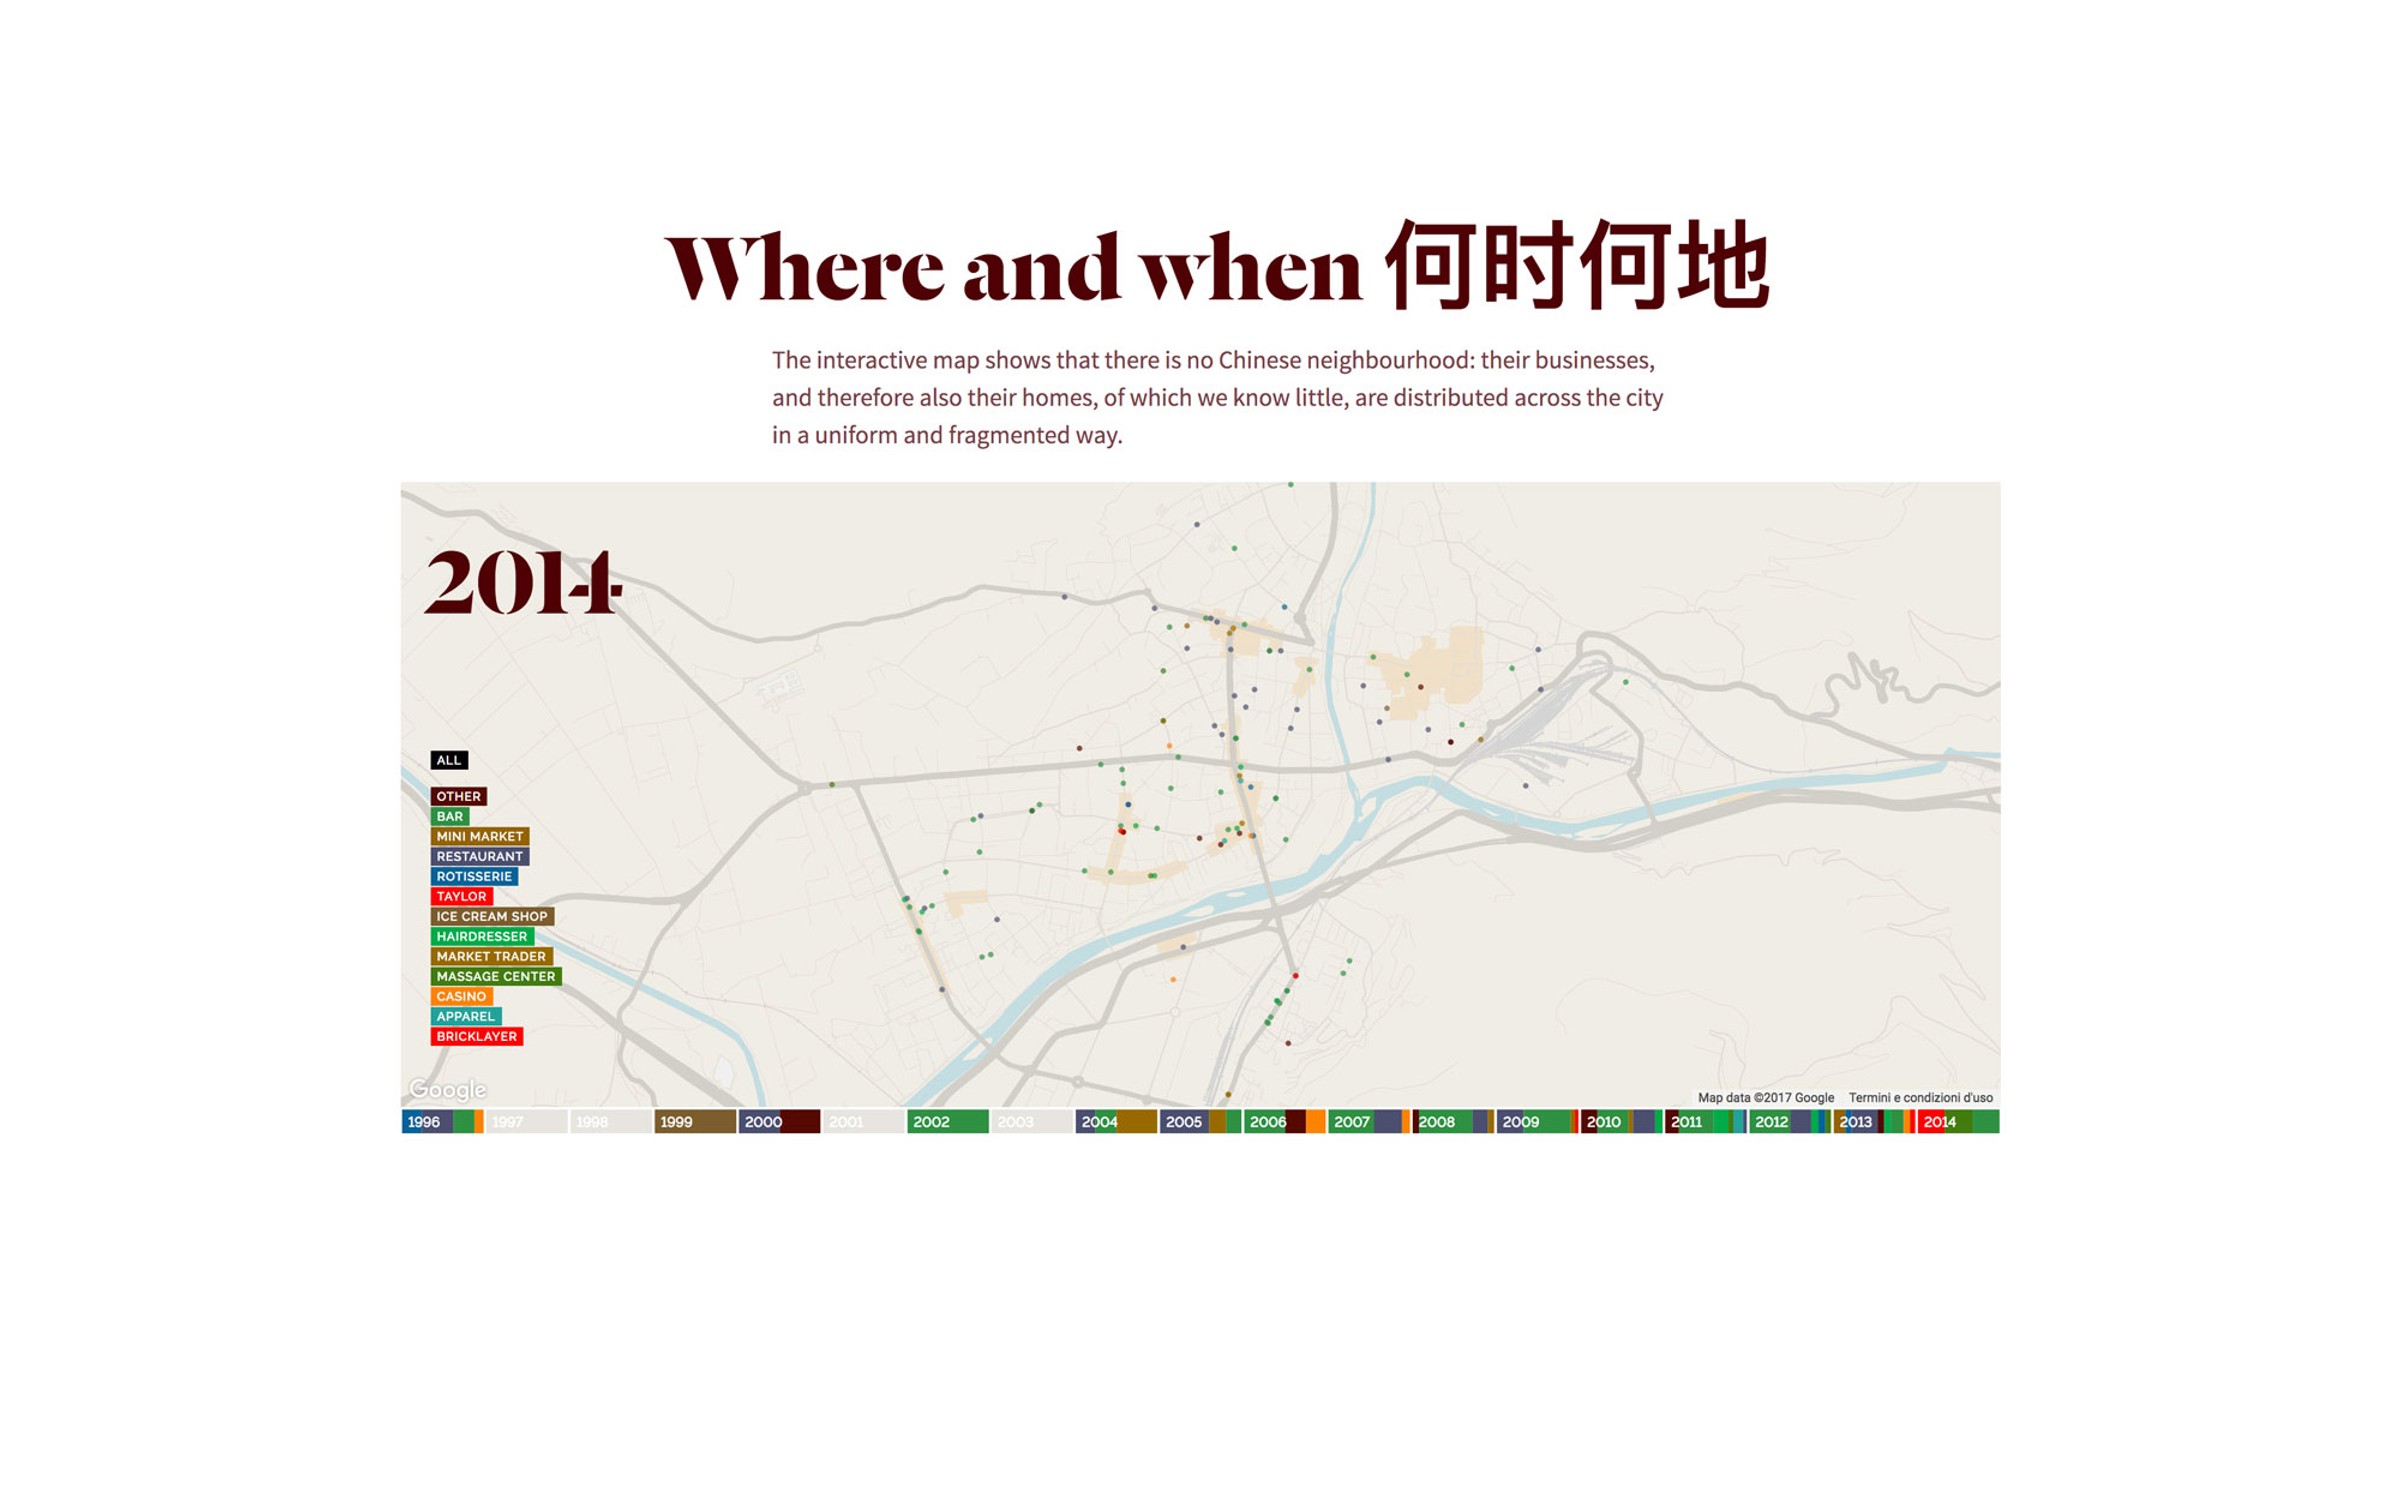 Where and when 何时何地
The interactive map shows that there is no Chinese neighbourhood: their businesses,
and therefore also their homes, of which we know little, are distributed across the city
in a uniform and fragmented way.
2014
ALL
OTHER
BAR
MINI MARKET
RESTAURANT
ROTISSERIE
TAYLOR
ICE CREAM SHOP
HAIRDRESSER
MARKET TRADER
MASSAGE CENTER
CASINO
APPAREL
BRICKLAYER
Google
Map data ©2017 Google Termini e condizioni d'uso
1996 1997 1998 1999 2000 2001 2002 2003 2004 2005 2006 2007 2008 2009 2010 2011 2012 2013 2014